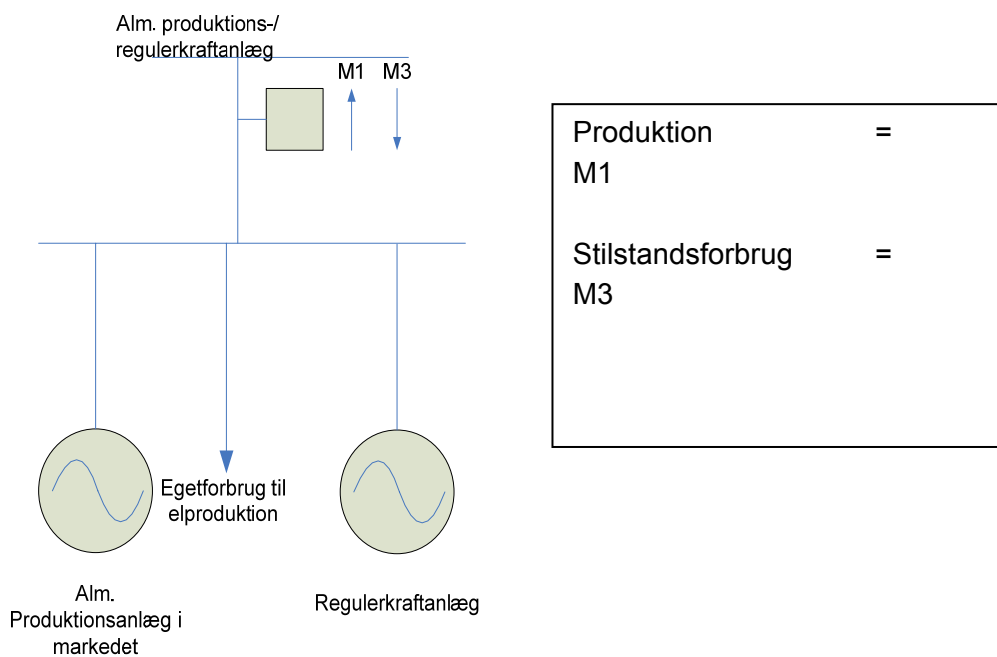 Alm. produktions-/
regulerkraftanlæg
M1 M3
Produktion =
M1
Stilstandsforbrug =
M3
Egetforbrug til
elproduktion
Alm.
Produktionsanlæg i
markedet
Regulerkraftanlæg